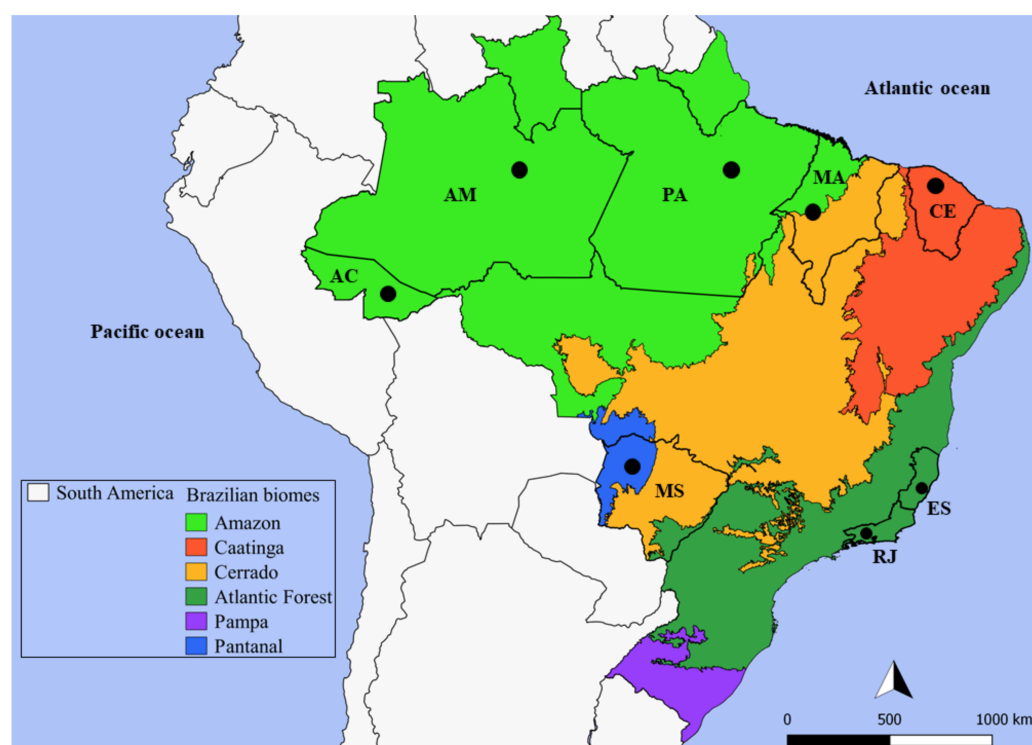 Atlantic ocean
AM
PA
MA
CE
AC
Pacific ocean
MS
ES
RJ
South America
Brazilian biomes
Amazon
Caatinga
Cerrado
Atlantic Forest
Pampa
Pantanal
0 500 1000 km